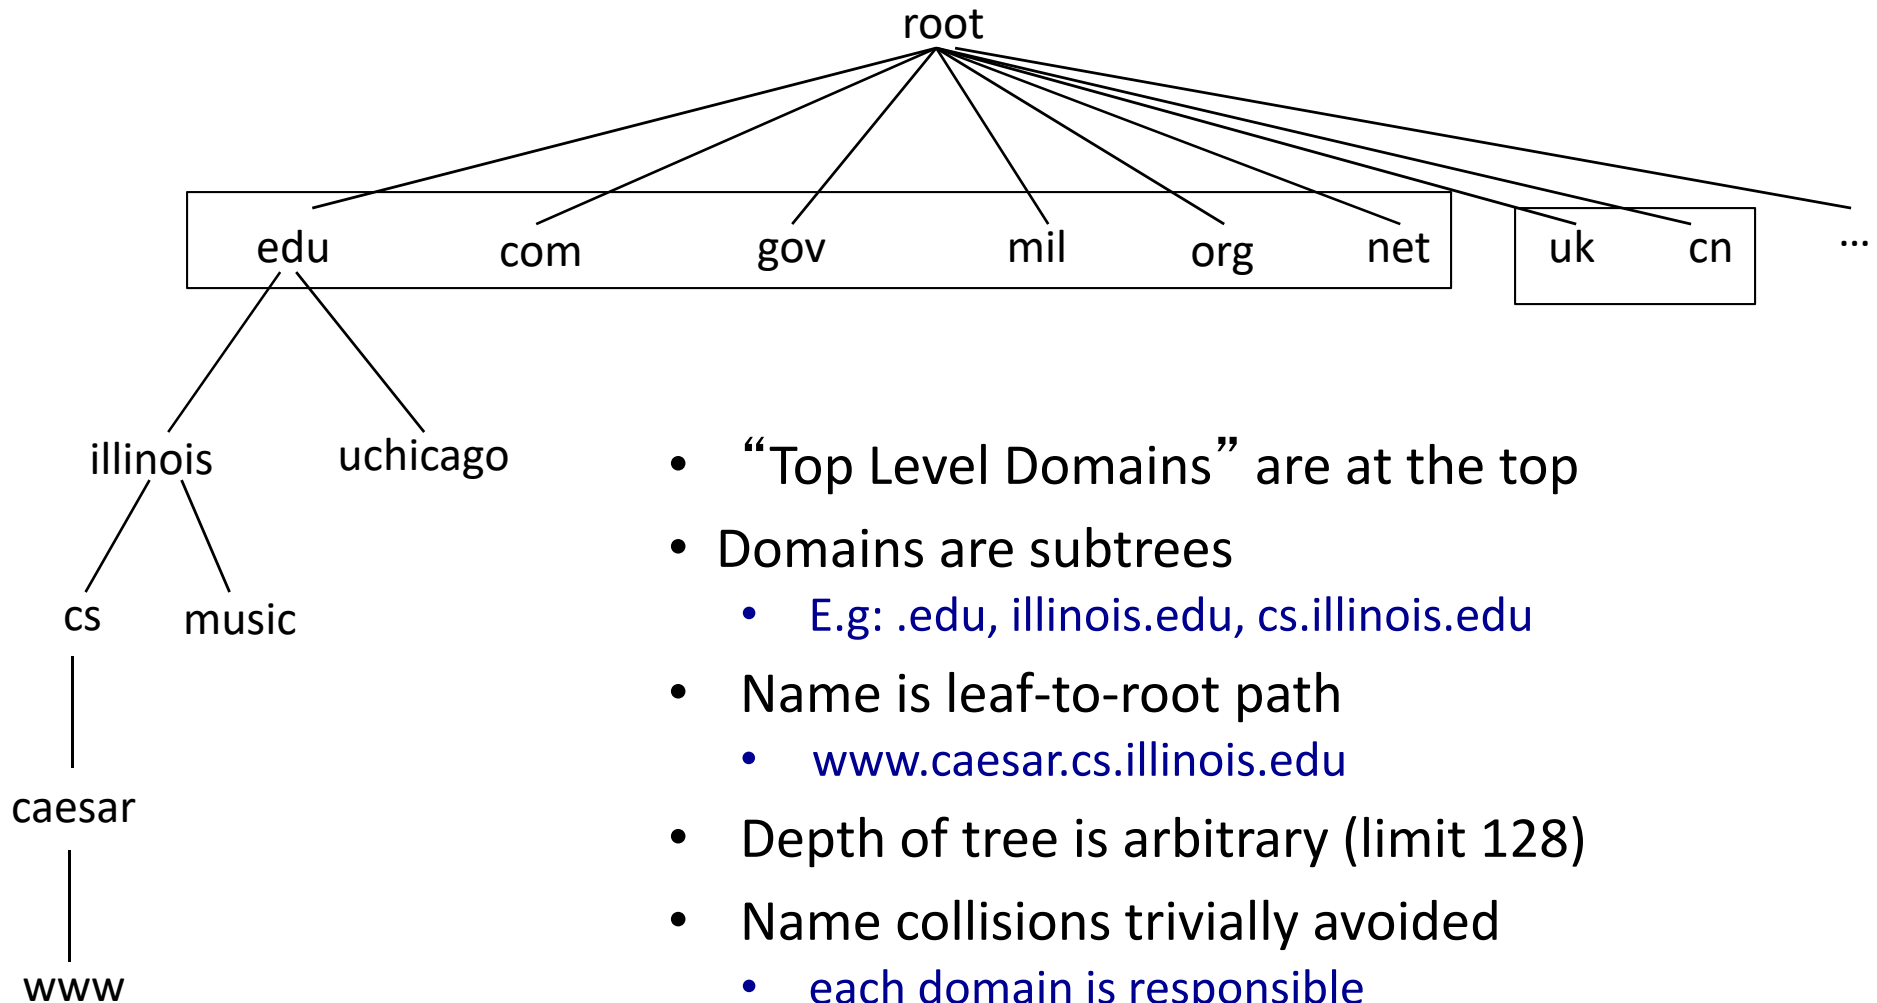 root
edu com gov mil org net uk cn ...
illinois uchicago
cs music
caesar
www
• “Top Level Domains” are at the top
• Domains are subtrees
• E.g: .edu, illinois.edu, cs.illinois.edu
• Name is leaf-to-root path
• www.caesar.cs.illinois.edu
• Depth of tree is arbitrary (limit 128)
• Name collisions trivially avoided
• each domain is responsible